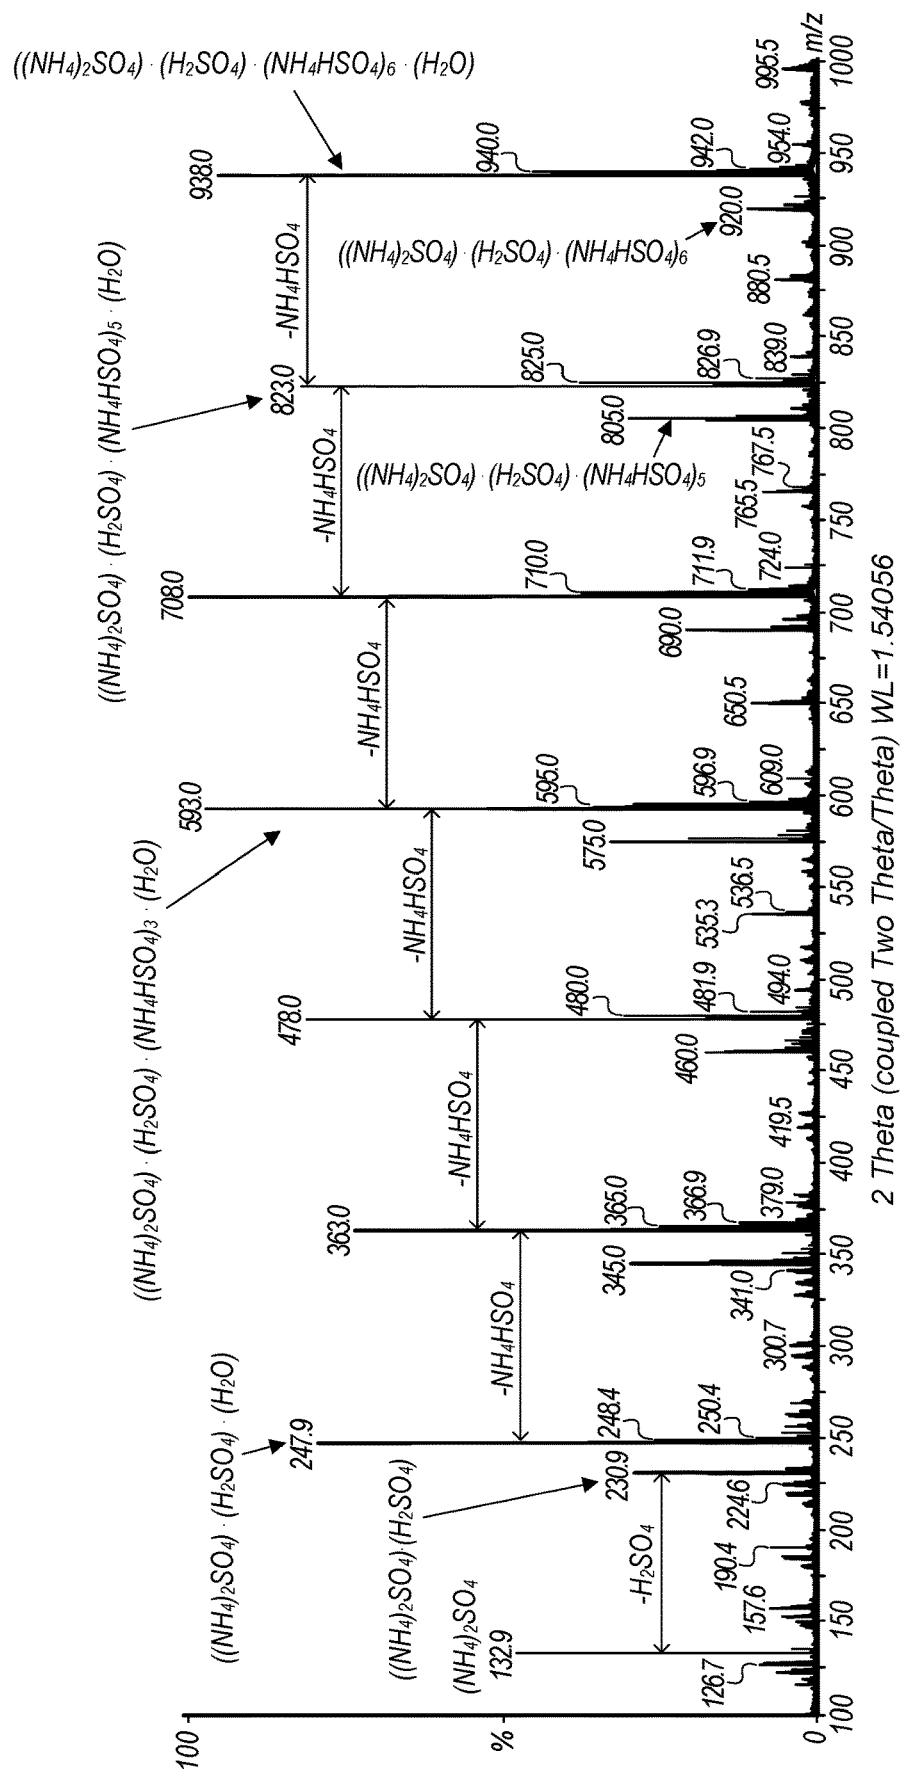 ((NH4)2SO4) · (H2SO4) · (NH4HSO4)6 · (H2O)
938.0
940.0
942.0
954.0
995.5
((NH4)2SO4) · (H2SO4) · (NH4HSO4)6
920.0
-NH4HSO4
880.5
((NH4)2SO4) · (H2SO4) · (NH4HSO4)5 · (H2O)
823.0
825.0
826.9
839.0
805.0
((NH4)2SO4) · (H2SO4) · (NH4HSO4)5
-NH4HSO4
767.5
765.5
708.0
710.0
711.9
724.0
690.0
-NH4HSO4
650.5
((NH4)2SO4) · (H2SO4) · (NH4HSO4)3 · (H2O)
593.0
595.0
596.9
609.0
575.0
-NH4HSO4
536.5
535.3
478.0
480.0
481.9
494.0
460.0
-NH4HSO4
419.5
363.0
365.0
366.9
379.0
345.0
341.0
-NH4HSO4
300.7
((NH4)2SO4) · (H2SO4) · (H2O)
247.9
248.4
250.4
((NH4)2SO4) · (H2SO4)
230.9
224.6
-H2SO4
190.4
157.6
(NH4)2SO4
132.9
126.7
100
%
0
100 150 200 250 300 350 400 450 500 550 600 650 700 750 800 850 900 950 1000
m/z
2 Theta (coupled Two Theta/Theta) WL=1.54056